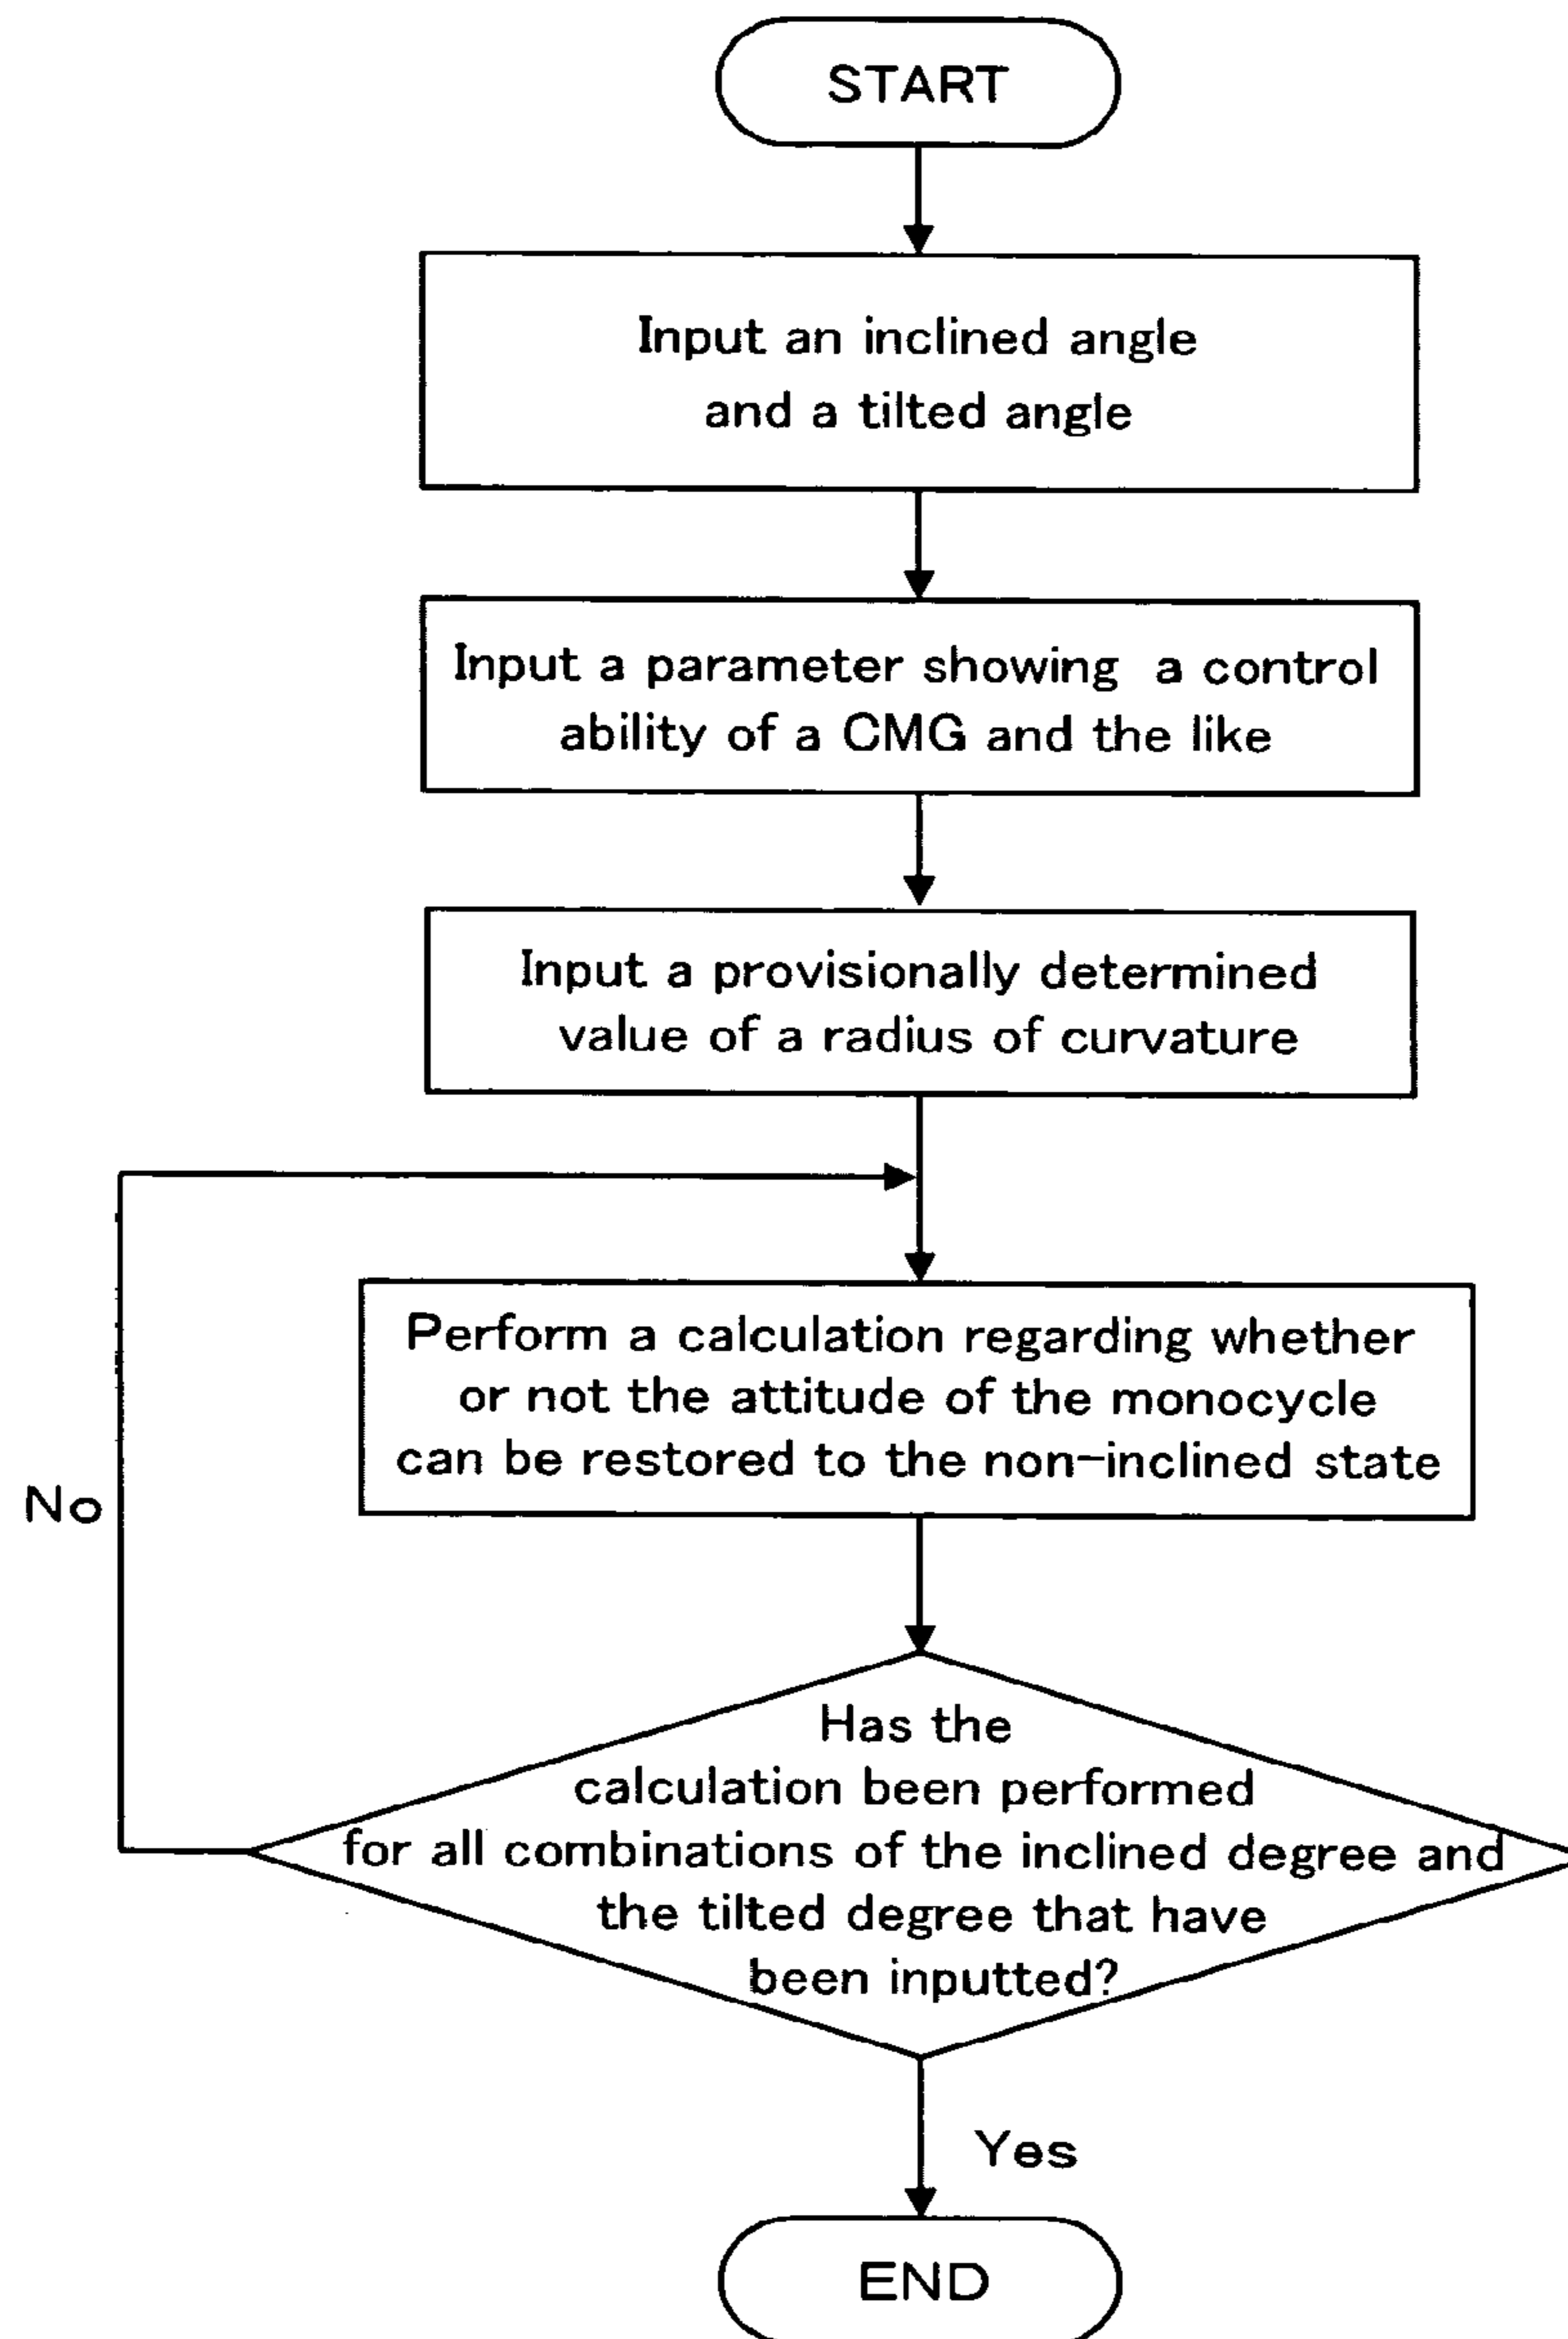 START
Input an inclined angle
and a tilted angle
Input a parameter showing a control
ability of a CMG and the like
Input a provisionally determined
value of a radius of curvature
Perform a calculation regarding whether
or not the attitude of the monocycle
can be restored to the non-inclined state
No
Has the
calculation been performed
for all combinations of the inclined degree and
the tilted degree that have
been inputted?
Yes
END